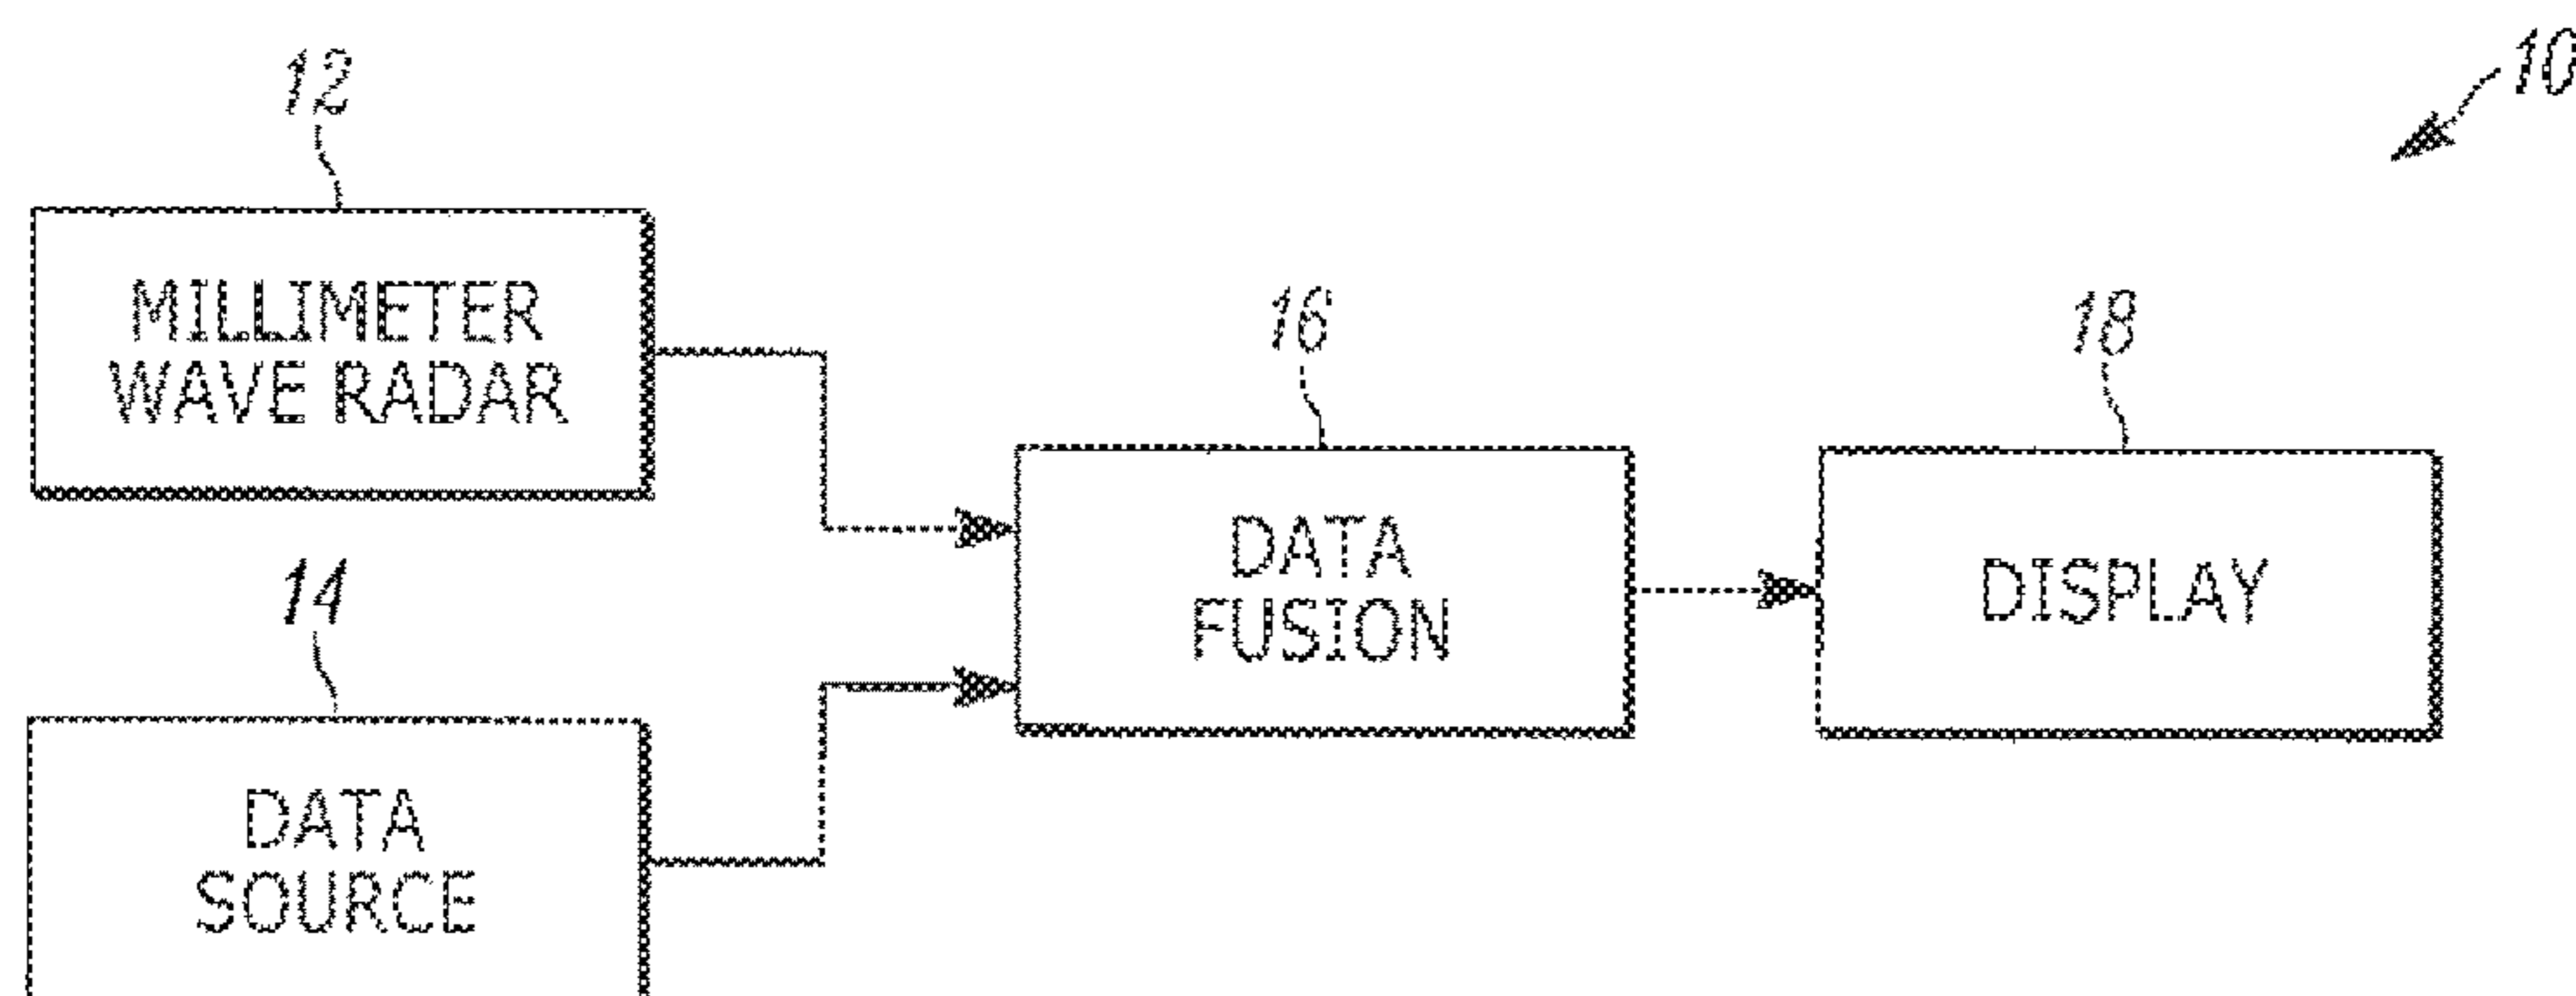 10
12
MILLIMETER
WAVE RADAR
16
18
DATA
FUSION
DISPLAY
14
DATA
SOURCE